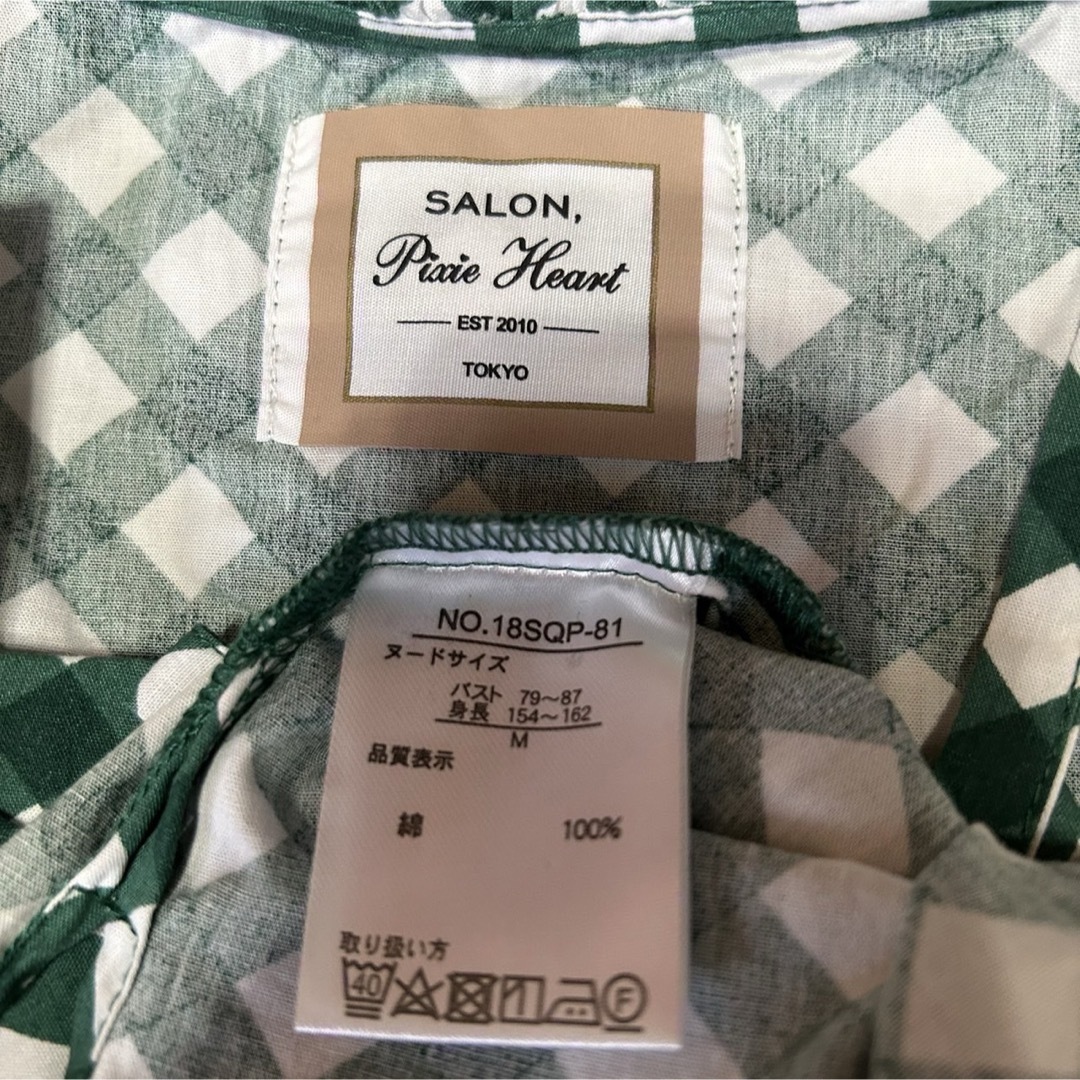 SALON,
Pixie Heart
EST 2010
TOKYO
NO.18SQP-81
ヌードサイズ
バスト 79～87
身長 154～162
M
品質表示
綿 100%
取り扱い方
40
F